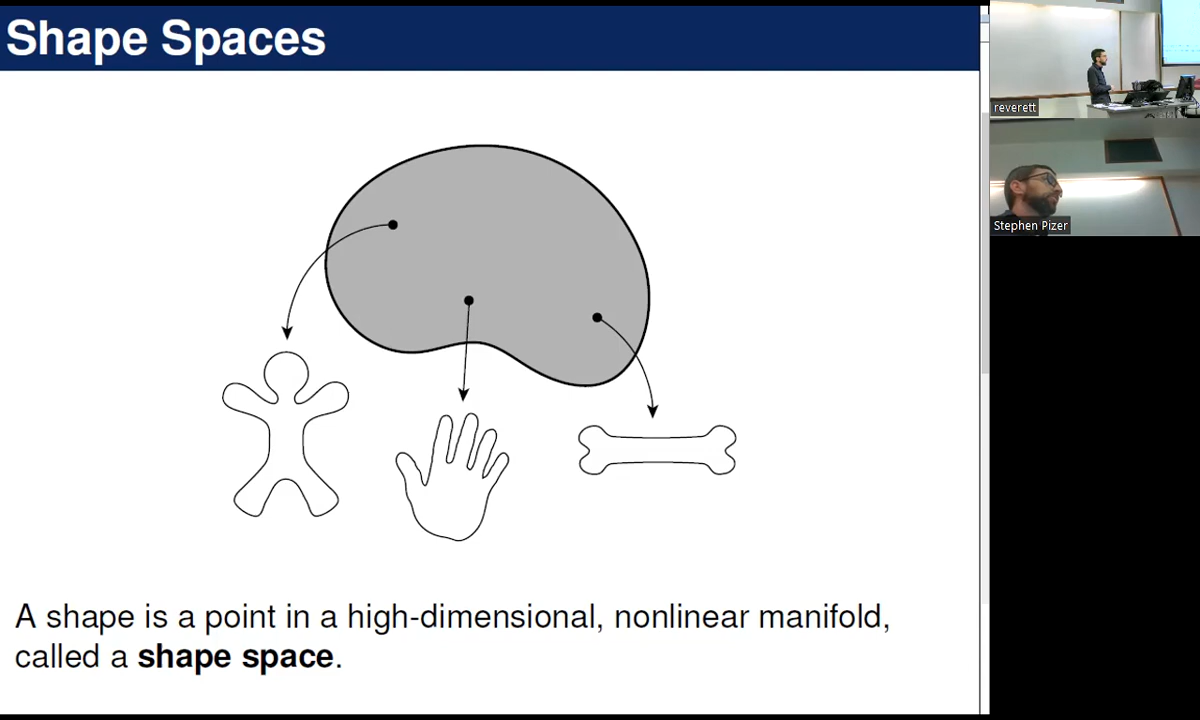 Shape Spaces
reverett
Stephen Pizer
A shape is a point in a high-dimensional, nonlinear manifold,
called a shape space.